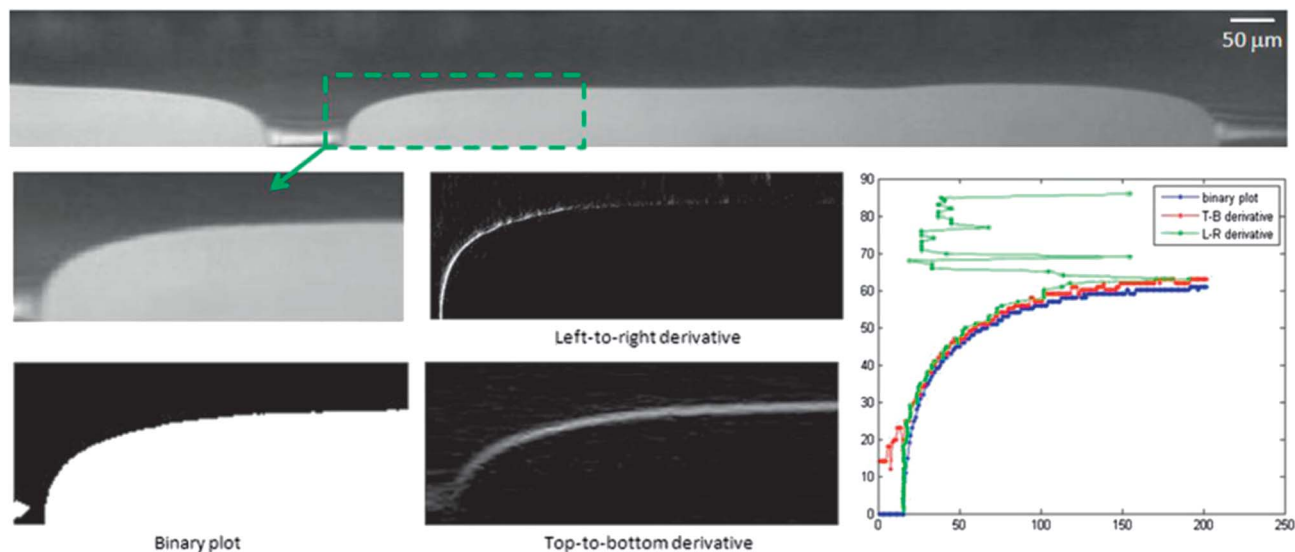 50 μm
Left-to-right derivative
Binary plot
Top-to-bottom derivative
90
80
70
60
50
40
30
20
10
0
binary plot
T-B derivative
L-R derivative
0 50 100 150 200 250